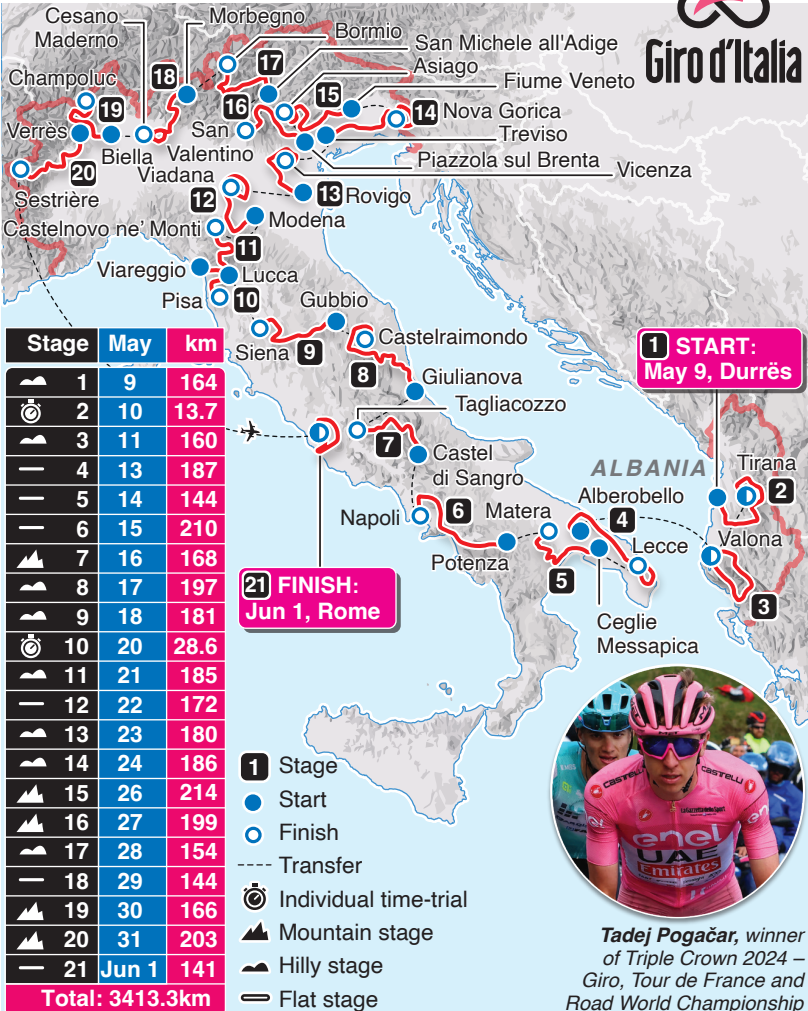 Giro d'Italia
Cesano
Maderno
Morbegno
Bormio
San Michele all'Adige
Asiago
Fiume Veneto
Champoluc
18
17
16
15
14
Nova Gorica
19
Verrès
San
Valentino
Treviso
Piazzola sul Brenta
Vicenza
20
Biella
Viadana
Sestrière
12
13
Rovigo
Castelnovo ne' Monti
Modena
11
Viareggio
Lucca
Pisa
10
Gubbio
Siena
9
Castelraimondo
8
Giulianova
Tagliacozzo
7
Castel
di Sangro
1 START:
May 9, Durrës
ALBANIA
Tirana
2
Alberobello
4
Napoli
6
Matera
Lecce
Valona
Potenza
5
3
Ceglie
Messapica
21 FINISH:
Jun 1, Rome
Stage May km
1 9 164
2 10 13.7
3 11 160
4 13 187
5 14 144
6 15 210
7 16 168
8 17 197
9 18 181
10 20 28.6
11 21 185
12 22 172
13 23 180
14 24 186
15 26 214
16 27 199
17 28 154
18 29 144
19 30 166
20 31 203
21 Jun 1 141
Total: 3413.3km
1 Stage
Start
Finish
Transfer
Individual time-trial
Mountain stage
Hilly stage
Flat stage
CASTELLI
CASTELLI
enel
UAE
Emirates
Tadej Pogačar, winner
of Triple Crown 2024 –
Giro, Tour de France and
Road World Championship